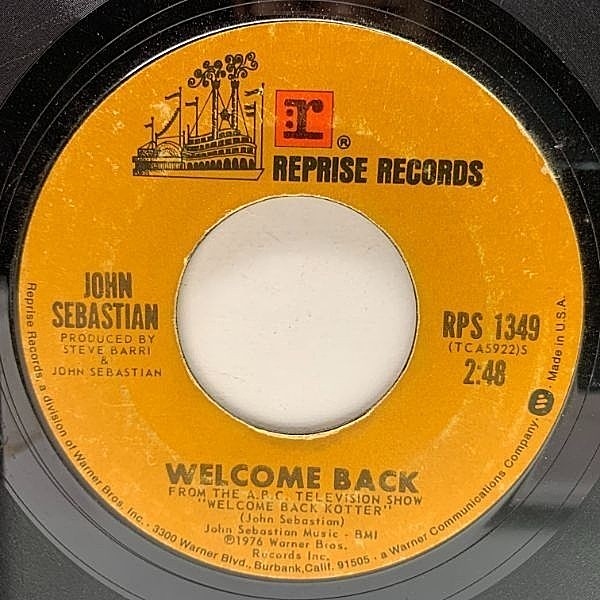 r
®
REPRISE RECORDS
JOHN
SEBASTIAN
PRODUCED BY
STEVE BARRI
&
JOHN SEBASTIAN
RPS 1349
(TCA5922)S
2:48
WELCOME BACK
FROM THE A.B.C. TELEVISION SHOW
"WELCOME BACK KOTTER"
(John Sebastian)
John Sebastian Music - BMI
℗1976 Warner Bros.
Records Inc.
Reprise Records, a division of Warner Bros. Inc. · 3300 Warner Blvd., Burbank, Calif. 91505 · a Warner Communications Company · Made in U.S.A.